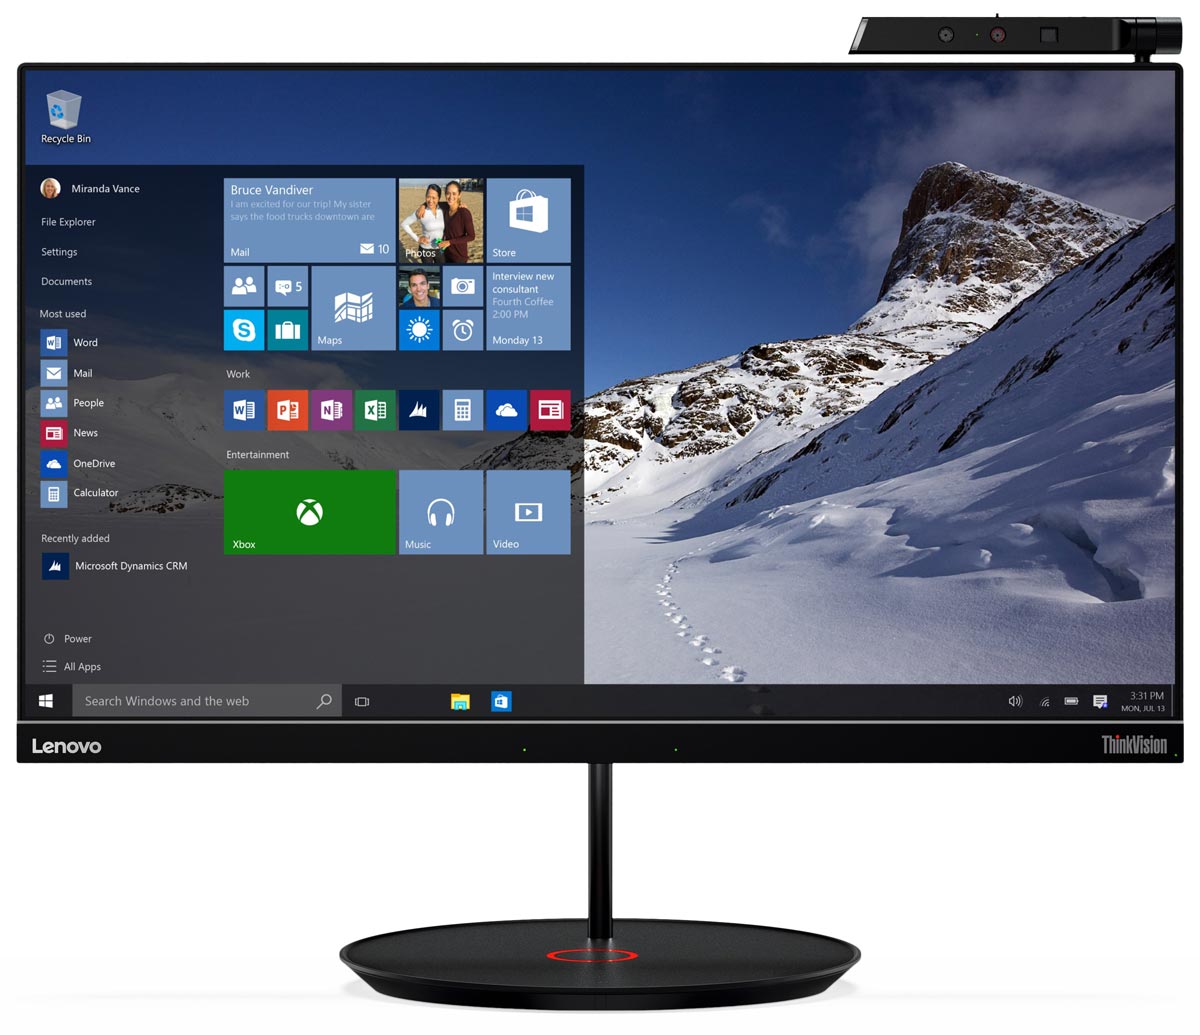 Recycle Bin
Miranda Vance
File Explorer
Settings
Documents
Most used
Word
Mail
People
News
OneDrive
Calculator
Recently added
Microsoft Dynamics CRM
Power
All Apps
Bruce Vandiver
I am excited for our trip! My sister
says the food trucks downtown are
Mail
10
Photos
Store
5
Maps
Interview new
consultant
Fourth Coffee
2:00 PM
Monday 13
Work
Entertainment
Xbox
Music
Video
Search Windows and the web
3:31 PM
MON, JUL 13
Lenovo
ThinkVision